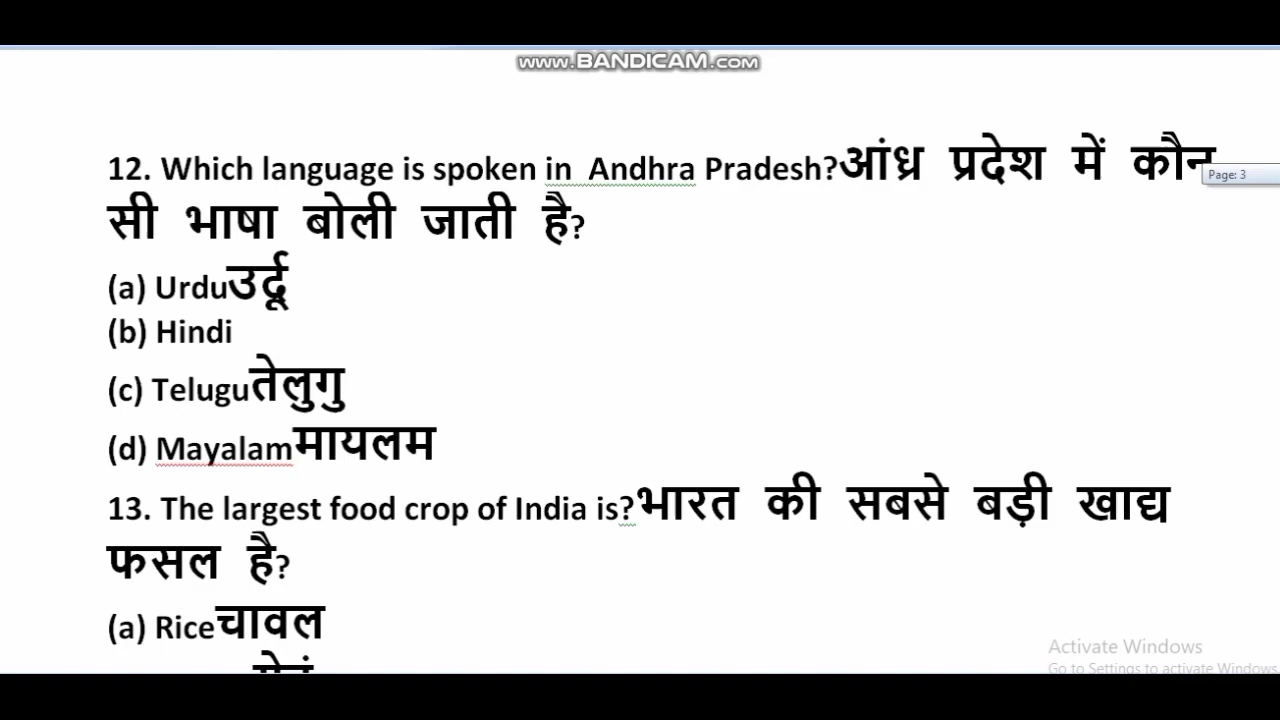 www.BANDICAM.com
12. Which language is spoken in Andhra Pradesh?आंध्र प्रदेश में कौन
Page: 3
सी भाषा बोली जाती है?
(a) Urduउर्दू
(b) Hindi
(c) Teluguतेलुगु
(d) Mayalamमायलम
13. The largest food crop of India is?भारत की सबसे बड़ी खाद्य
फसल है?
(a) Riceचावल
Activate Windows
Go to Settings to activate Windows.